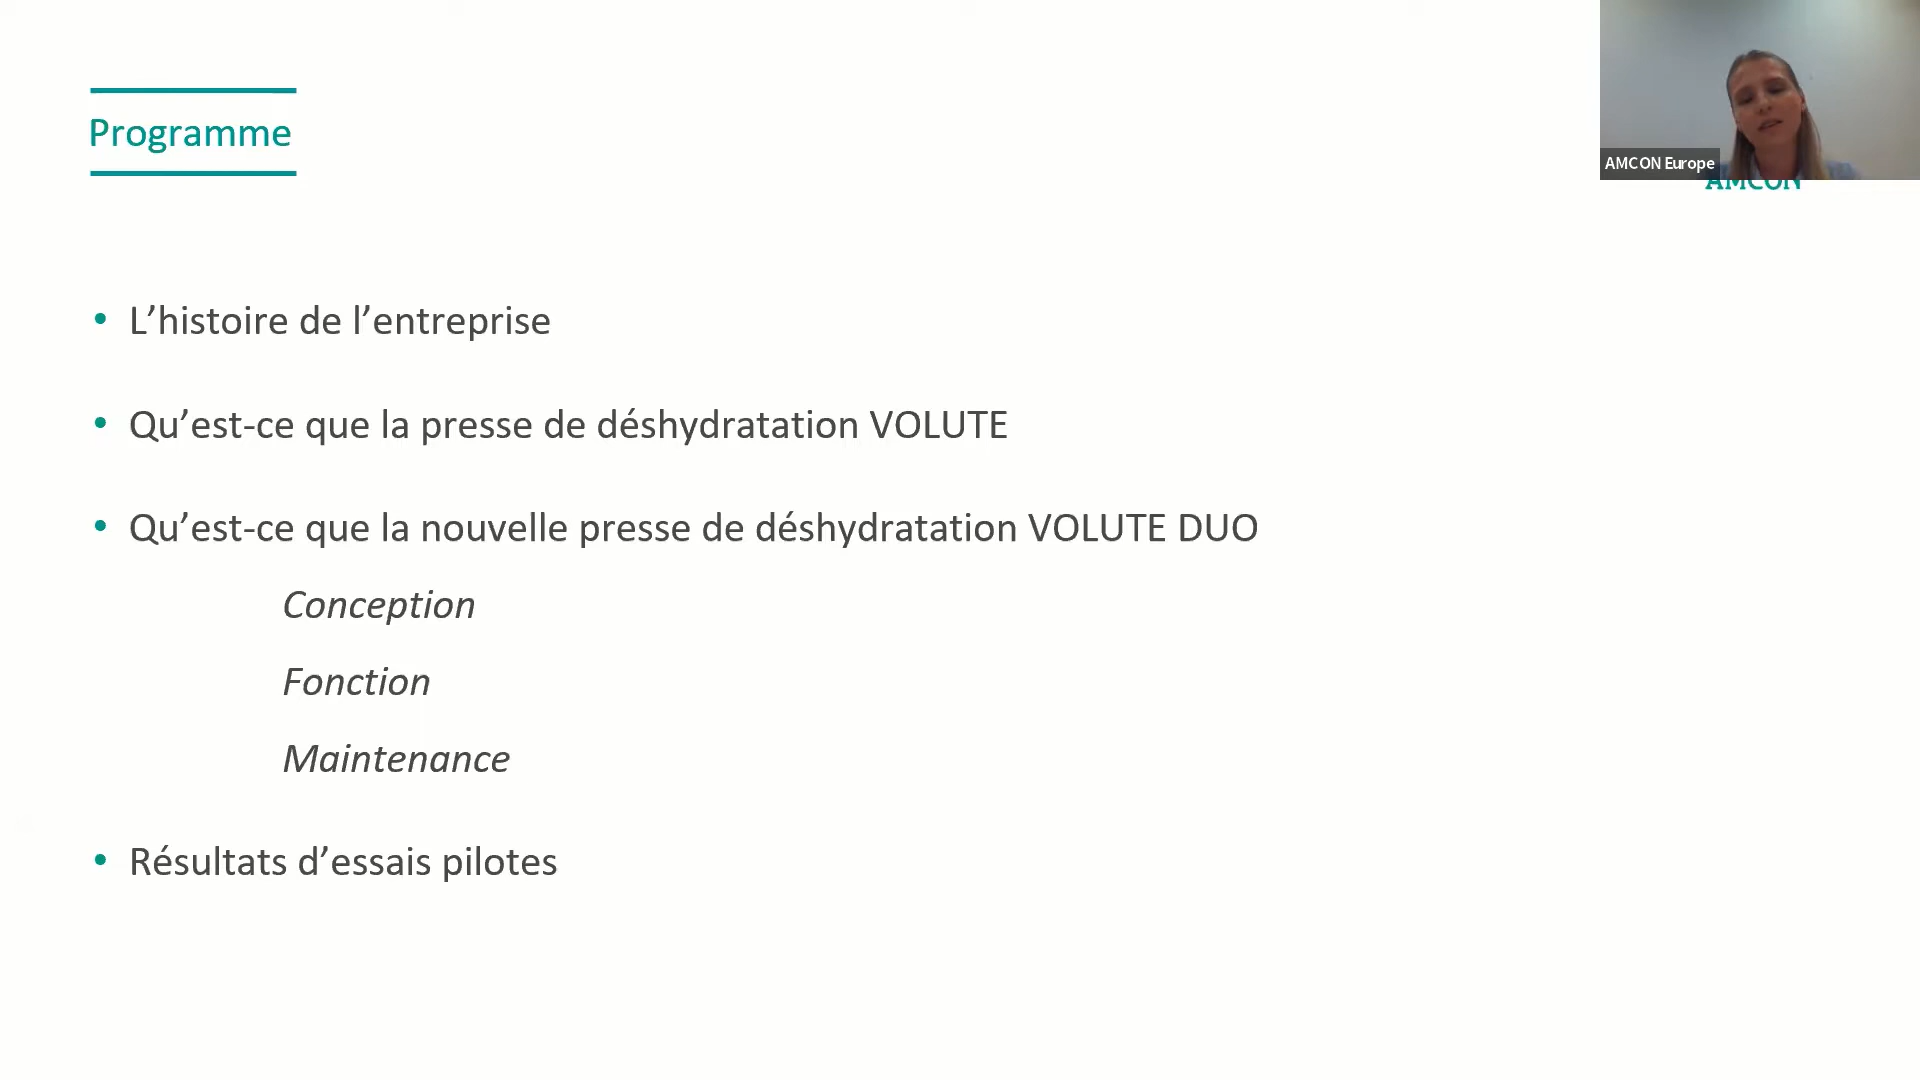 Programme
AMCON Europe
AMCON
• L’histoire de l’entreprise
• Qu’est-ce que la presse de déshydratation VOLUTE
• Qu’est-ce que la nouvelle presse de déshydratation VOLUTE DUO
Conception
Fonction
Maintenance
• Résultats d’essais pilotes